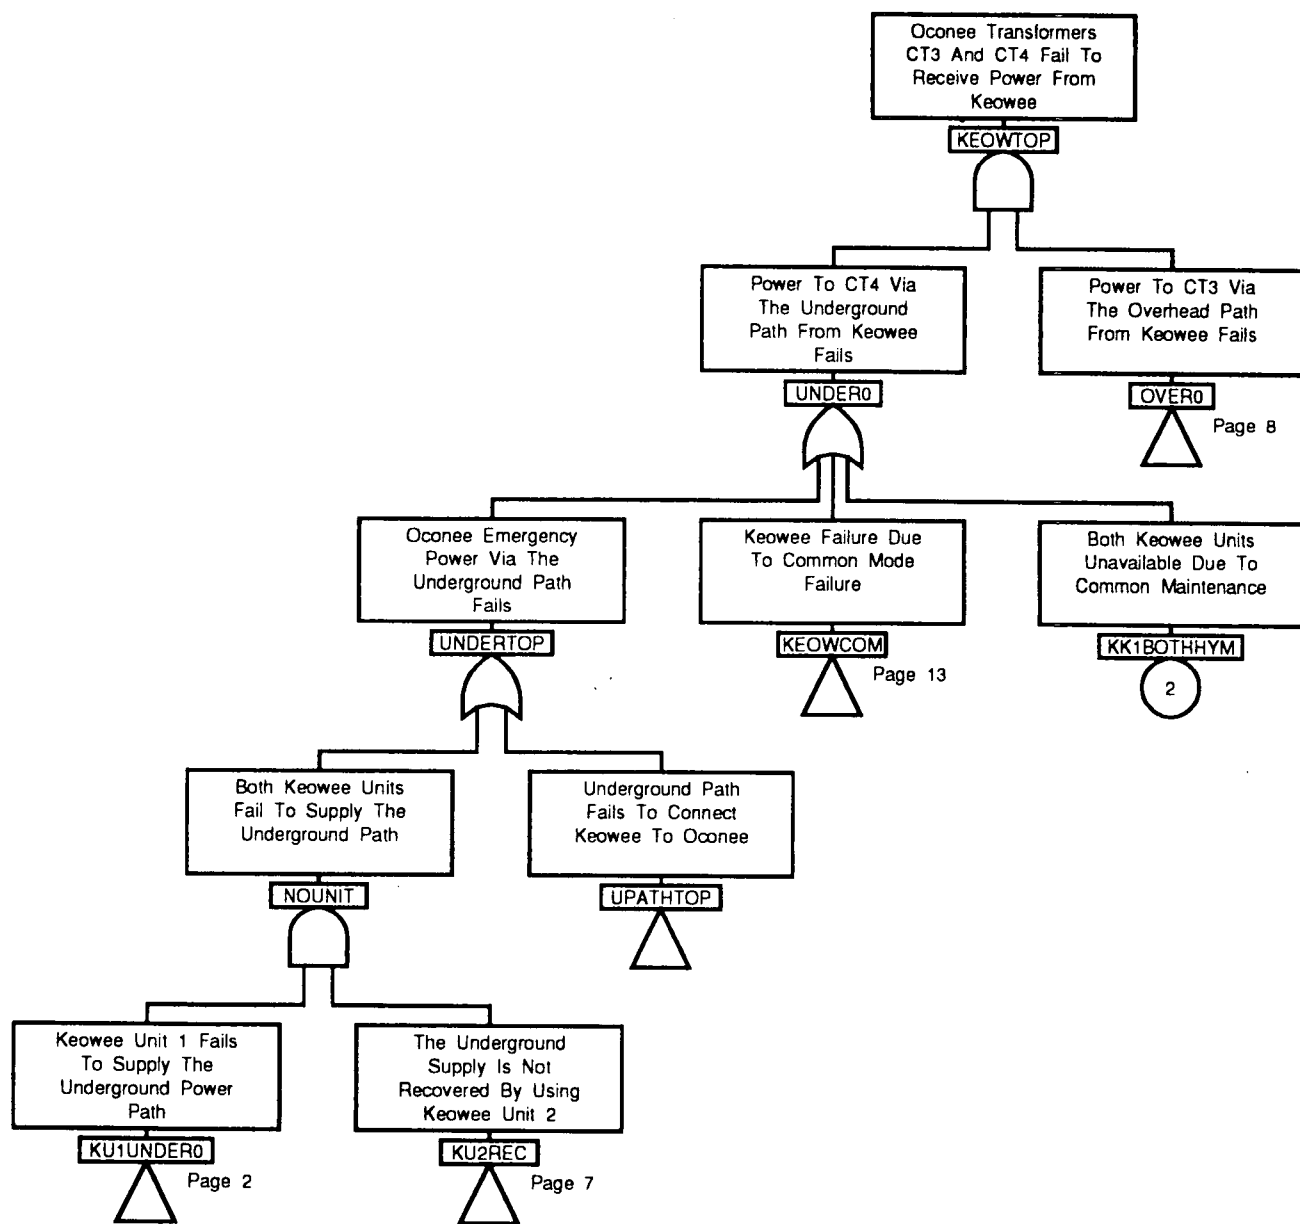 Oconee Transformers
CT3 And CT4 Fail To
Receive Power From
Keowee
KEOWTOP
Power To CT4 Via
The Underground
Path From Keowee
Fails
UNDER0
Power To CT3 Via
The Overhead Path
From Keowee Fails
OVER0
Page 8
Oconee Emergency
Power Via The
Underground Path
Fails
UNDERTOP
Keowee Failure Due
To Common Mode
Failure
KEOWCOM
Page 13
Both Keowee Units
Unavailable Due To
Common Maintenance
KK1BOTHHYM
2
Both Keowee Units
Fail To Supply The
Underground Path
NOUNIT
Underground Path
Fails To Connect
Keowee To Oconee
UPATHTOP
Keowee Unit 1 Fails
To Supply The
Underground Power
Path
KU1UNDER0
Page 2
The Underground
Supply Is Not
Recovered By Using
Keowee Unit 2
KU2REC
Page 7